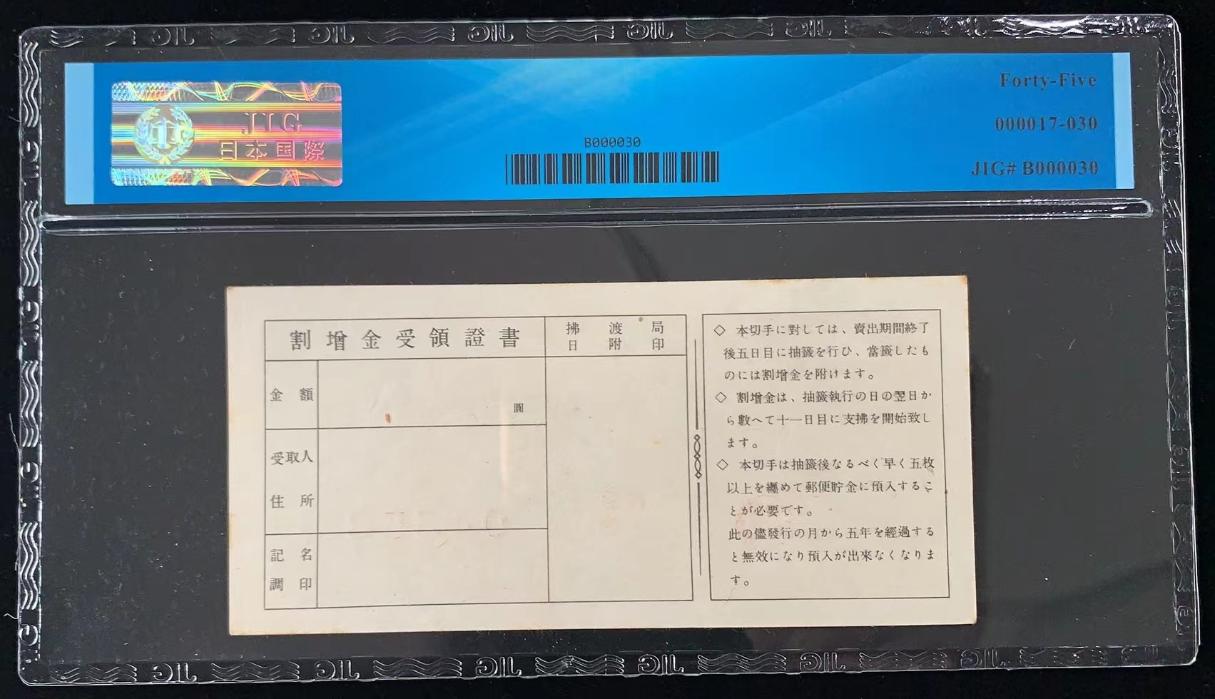 JIG
日本国際
B000030
Forty-Five
000017-030
JIG# B000030
割增金受領證書
拂渡局
日附印
金額
圓
受取人
住所
記名
調印
◇ 本切手に對しては、賣出期間終了
後五日目に抽籤を行ひ、當籤したも
のには割增金を附けます。
◇ 割增金は、抽籤執行の日の翌日か
ら數へて十一日目に支拂を開始致し
ます。
◇ 本切手は抽籤後なるべく早く五枚
以上を纏めて郵便貯金に預入するこ
とが必要です。
此の儘發行の月から五年を經過する
と無效になり預入が出來なくなりま
す。